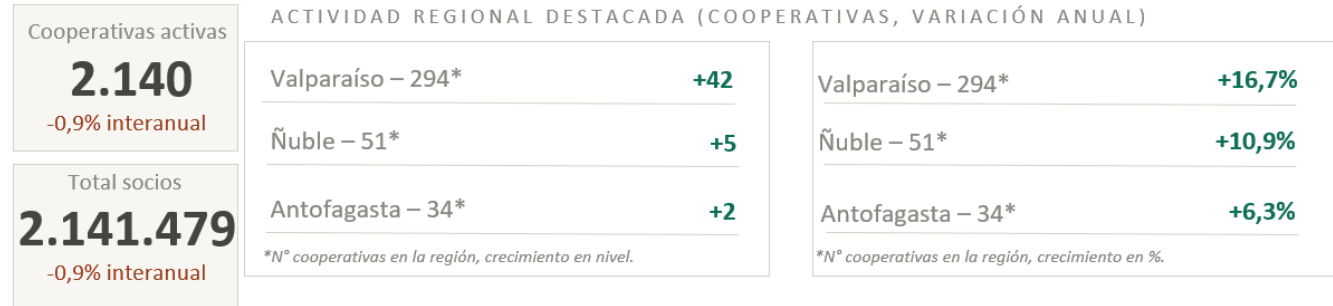 Cooperativas activas
2.140
-0,9% interanual
Total socios
2.141.479
-0,9% interanual
ACTIVIDAD REGIONAL DESTACADA (COOPERATIVAS, VARIACIÓN ANUAL)
Valparaíso – 294* +42
Ñuble – 51* +5
Antofagasta – 34* +2
*N° cooperativas en la región, crecimiento en nivel.
Valparaíso – 294* +16,7%
Ñuble – 51* +10,9%
Antofagasta – 34* +6,3%
*N° cooperativas en la región, crecimiento en %.